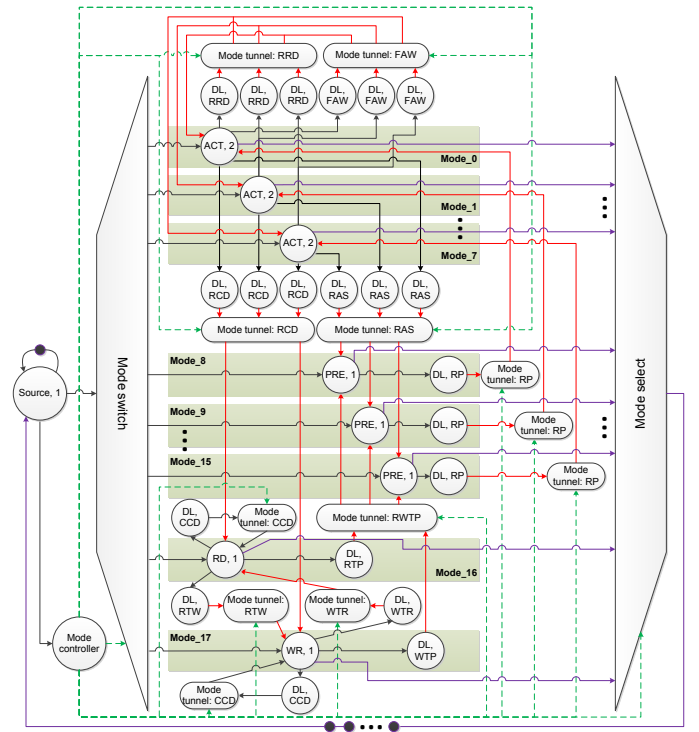 Mode tunnel: RRD
Mode tunnel: FAW
DL,
RRD
DL,
RRD
DL,
RRD
DL,
FAW
DL,
FAW
DL,
FAW
ACT, 2
Mode_0
ACT, 2
Mode_1
ACT, 2
Mode_7
DL,
RCD
DL,
RCD
DL,
RCD
DL,
RAS
DL,
RAS
DL,
RAS
Mode tunnel: RCD
Mode tunnel: RAS
Mode switch
Mode select
Source, 1
Mode_8
PRE, 1
DL, RP
Mode
tunnel: RP
Mode_9
PRE, 1
DL, RP
Mode
tunnel: RP
Mode_15
PRE, 1
DL, RP
Mode
tunnel: RP
DL,
CCD
Mode
tunnel: CCD
Mode tunnel: RWTP
RD, 1
DL,
RTP
Mode_16
DL,
RTW
Mode tunnel:
RTW
Mode tunnel:
WTR
DL,
WTR
Mode_17
Mode
controller
WR, 1
DL,
WTP
Mode
tunnel: CCD
DL,
CCD